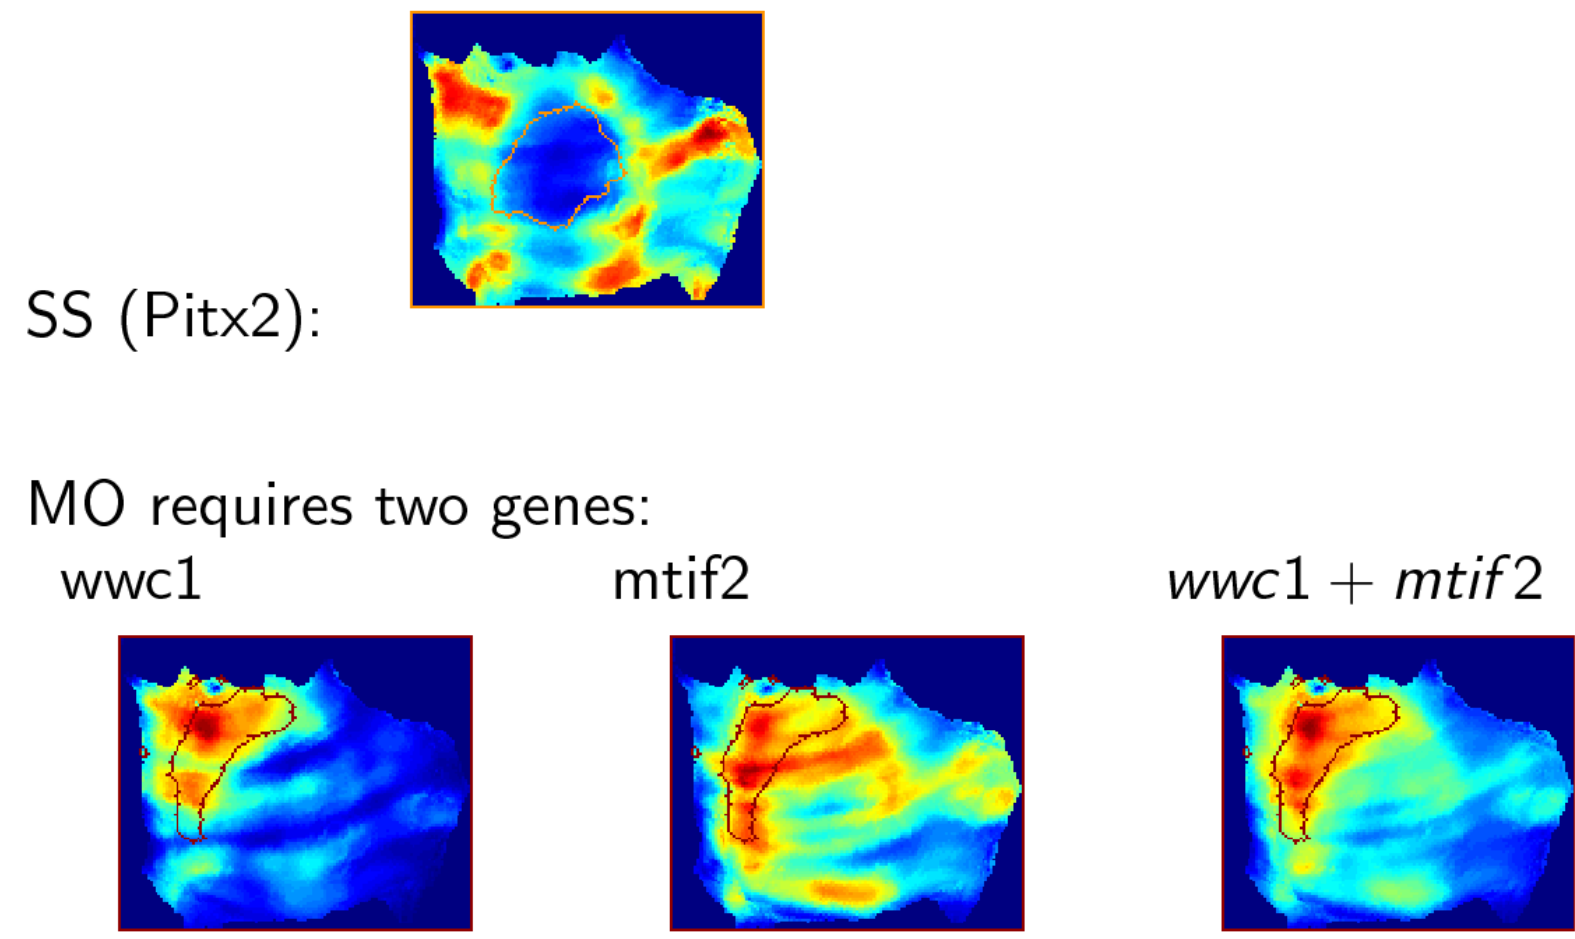 SS (Pitx2):
MO requires two genes:
wwc1 mtif2 wwc1 + mtif2